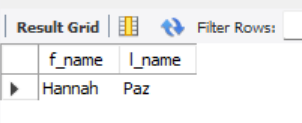 Result Grid Filter Rows:
f_name l_name
Hannah Paz